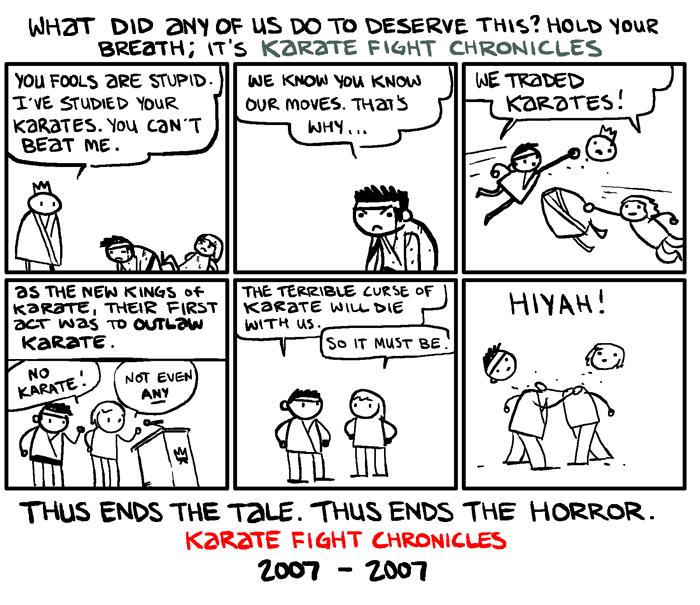 WHAT DID ANY OF US DO TO DESERVE THIS? HOLD YOUR
BREATH; IT'S KARATE FIGHT CHRONICLES
YOU FOOLS ARE STUPID.
I'VE STUDIED YOUR
KARATES. YOU CAN'T
BEAT ME.
WE KNOW YOU KNOW
OUR MOVES. THAT'S
WHY...
WE TRADED
KARATES!
AS THE NEW KINGS OF
KARATE, THEIR FIRST
ACT WAS TO OUTLAW
KARATE.
NO
KARATE!
NOT EVEN
ANY
THE TERRIBLE CURSE OF
KARATE WILL DIE
WITH US.
SO IT MUST BE.
HIYAH!
THUS ENDS THE TALE. THUS ENDS THE HORROR.
KARATE FIGHT CHRONICLES
2007 - 2007